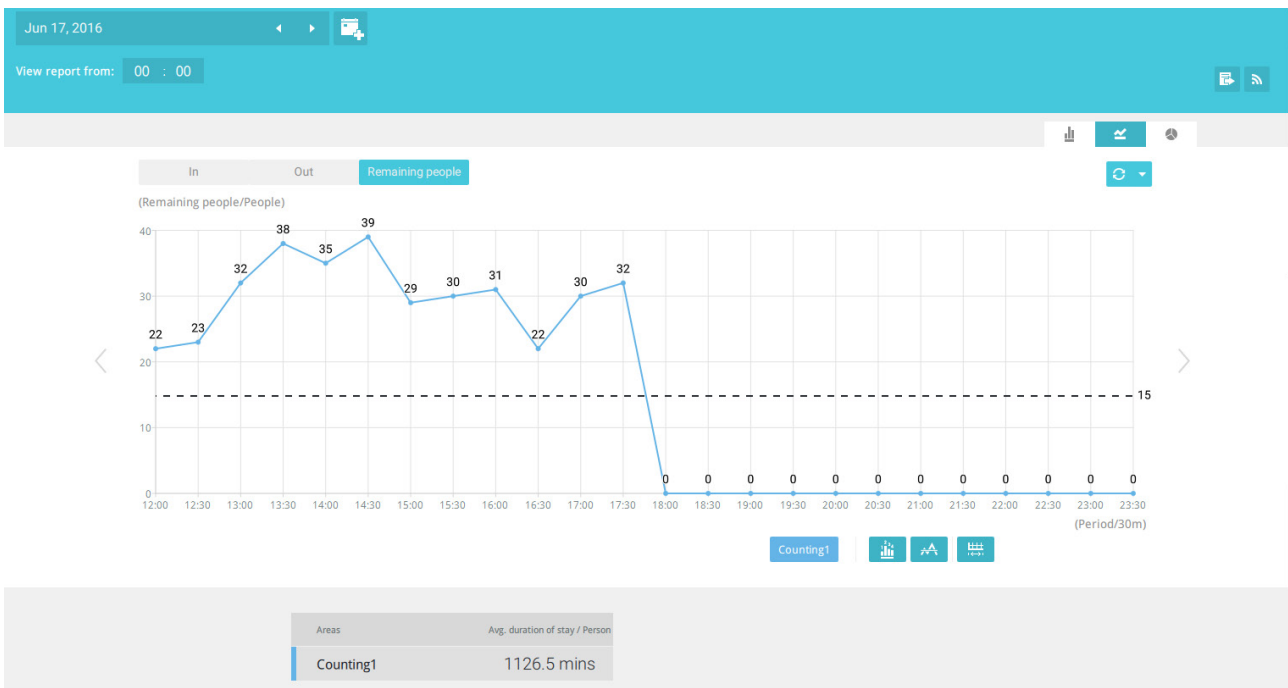 Jun 17, 2016
View report from: 00 : 00
In Out Remaining people
(Remaining people/People)
40
30
20
10
0
22 23 32 38 35 39 29 30 31 22 30 32 0 0 0 0 0 0 0 0 0 0 0 0
15
12:00 12:30 13:00 13:30 14:00 14:30 15:00 15:30 16:00 16:30 17:00 17:30 18:00 18:30 19:00 19:30 20:00 20:30 21:00 21:30 22:00 22:30 23:00 23:30
(Period/30m)
Counting1
Areas Avg. duration of stay / Person
Counting1 1126.5 mins